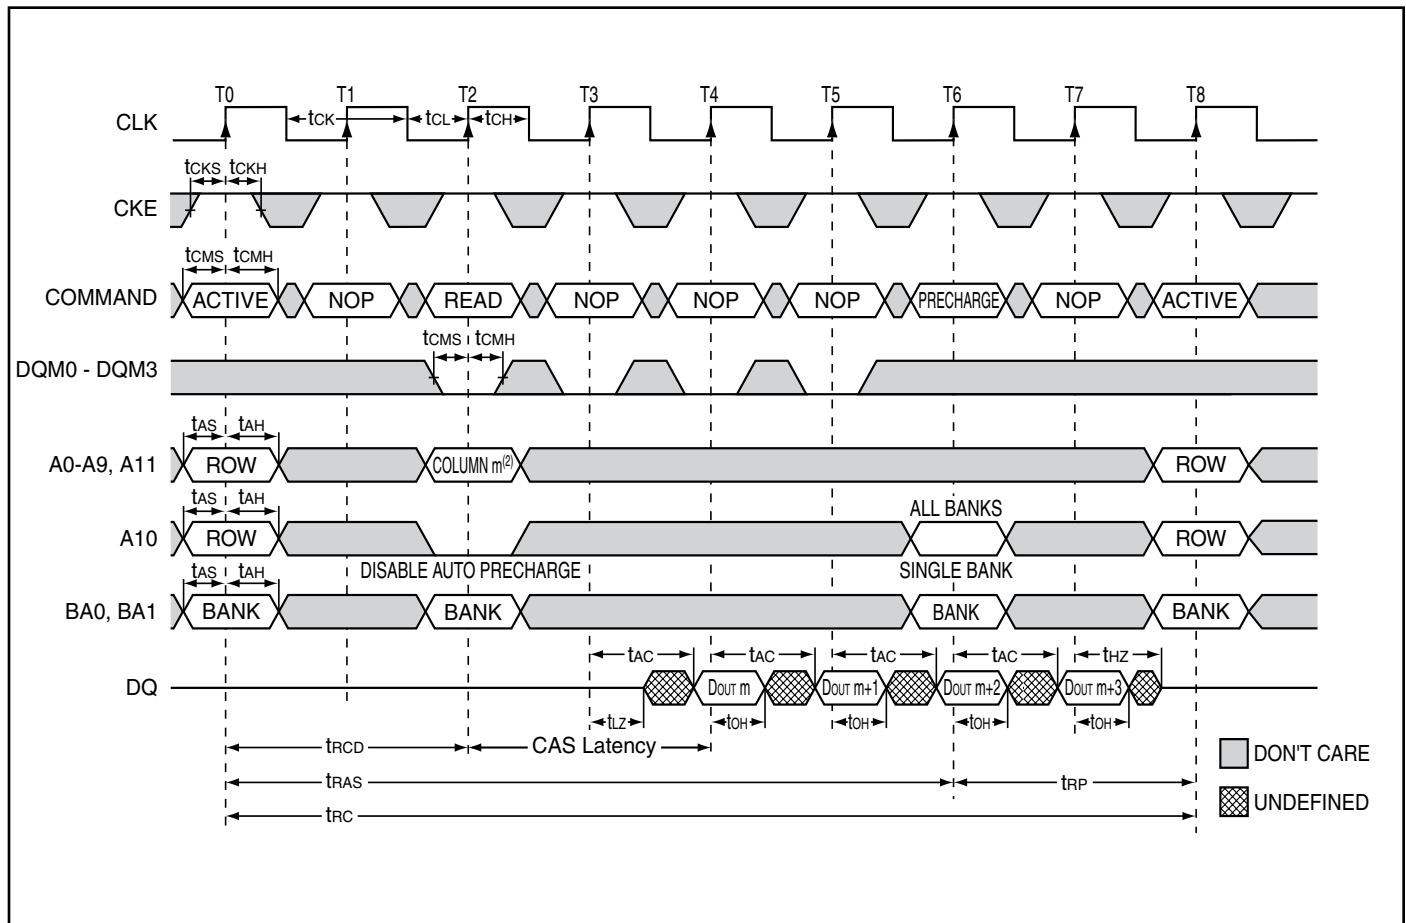 T0 T1 T2 T3 T4 T5 T6 T7 T8
CLK tCK tCL tCH
tCKS tCKH
CKE
tCMS tCMH
COMMAND ACTIVE NOP READ NOP NOP NOP PRECHARGE NOP ACTIVE
tCMS tCMH
DQM0 - DQM3
tAS tAH
A0-A9, A11 ROW COLUMN m(2) ROW
tAS tAH ALL BANKS
A10 ROW ROW
DISABLE AUTO PRECHARGE SINGLE BANK
tAS tAH
BA0, BA1 BANK BANK BANK BANK
tAC tAC tAC tAC tHZ
DQ DOUT m DOUT m+1 DOUT m+2 DOUT m+3
tLZ tOH tOH tOH tOH
tRCD CAS Latency
DON'T CARE
tRAS tRP
UNDEFINED
tRC